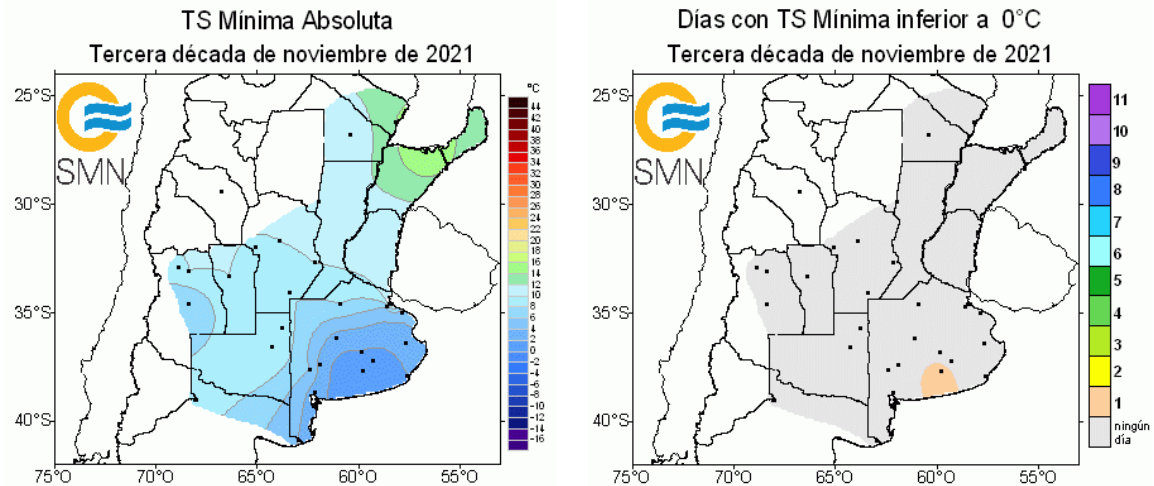 TS Mínima Absoluta
Tercera década de noviembre de 2021
25°S
30°S
35°S
40°S
75°O
70°O
65°O
60°O
55°O
SMN
°C
44
42
40
38
36
34
32
30
28
26
24
22
20
18
16
14
12
10
8
6
4
2
0
-2
-4
-6
-8
-10
-12
-14
-16
Días con TS Mínima inferior a 0°C
Tercera década de noviembre de 2021
25°S
30°S
35°S
40°S
75°O
70°O
65°O
60°O
55°O
SMN
11
10
9
8
7
6
5
4
3
2
1
ningún
día